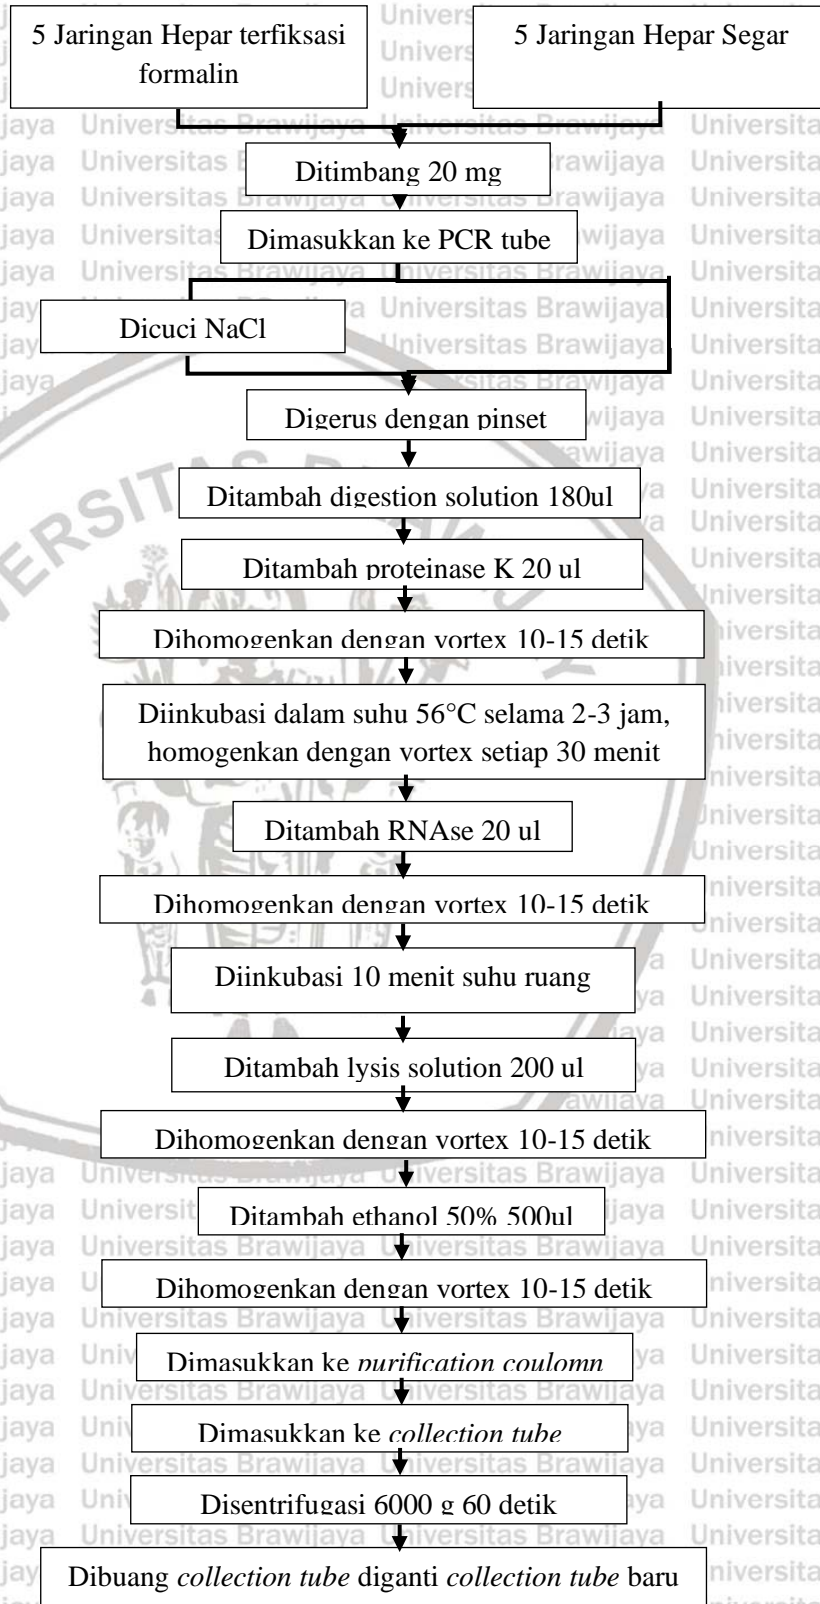 5 Jaringan Hepar terfiksasi
formalin
5 Jaringan Hepar Segar
Ditimbang 20 mg
Dimasukkan ke PCR tube
Dicuci NaCl
Digerus dengan pinset
Ditambah digestion solution 180ul
Ditambah proteinase K 20 ul
Dihomogenkan dengan vortex 10-15 detik
Diinkubasi dalam suhu 56°C selama 2-3 jam,
homogenkan dengan vortex setiap 30 menit
Ditambah RNAse 20 ul
Dihomogenkan dengan vortex 10-15 detik
Diinkubasi 10 menit suhu ruang
Ditambah lysis solution 200 ul
Dihomogenkan dengan vortex 10-15 detik
Ditambah ethanol 50% 500ul
Dihomogenkan dengan vortex 10-15 detik
Dimasukkan ke purification coulomn
Dimasukkan ke collection tube
Disentrifugasi 6000 g 60 detik
Dibuang collection tube diganti collection tube baru